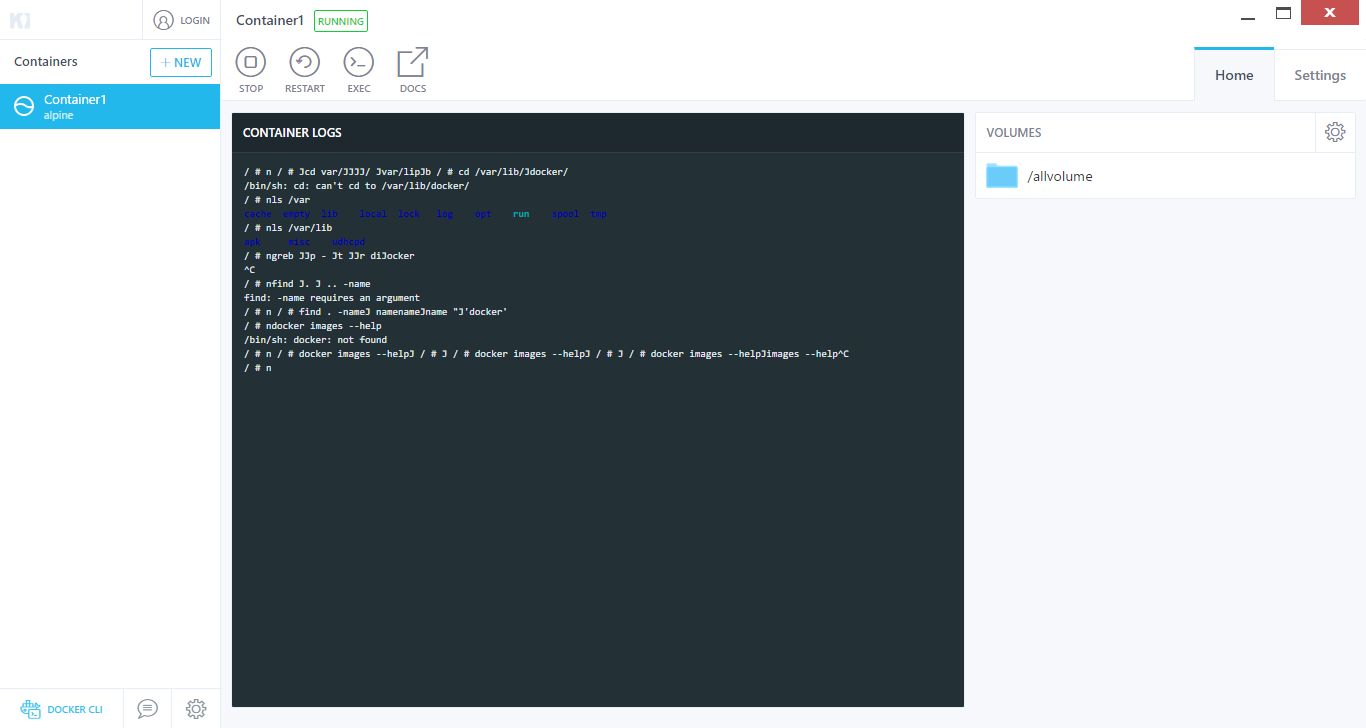 LOGIN
Container1 RUNNING
Containers
+ NEW
Container1
alpine
STOP RESTART EXEC DOCS
Home Settings
CONTAINER LOGS
/ # n / # Jcd var/JJJJ/ Jvar/lipJb / # cd /var/lib/Jdocker/
/bin/sh: cd: can't cd to /var/lib/docker/
/ # nls /var
cache empty lib local lock log opt run spool tmp
/ # nls /var/lib
apk misc udhcpd
/ # ngreb JJp - Jt JJr diJocker
^C
/ # nfind J. J .. -name
find: -name requires an argument
/ # n / # find . -nameJ namenameJname "J'docker'
/ # ndocker images --help
/bin/sh: docker: not found
/ # n / # docker images --helpJ / # J / # docker images --helpJ / # J / # docker images --helpJimages --help^C
/ # n
VOLUMES
/allvolume
DOCKER CLI